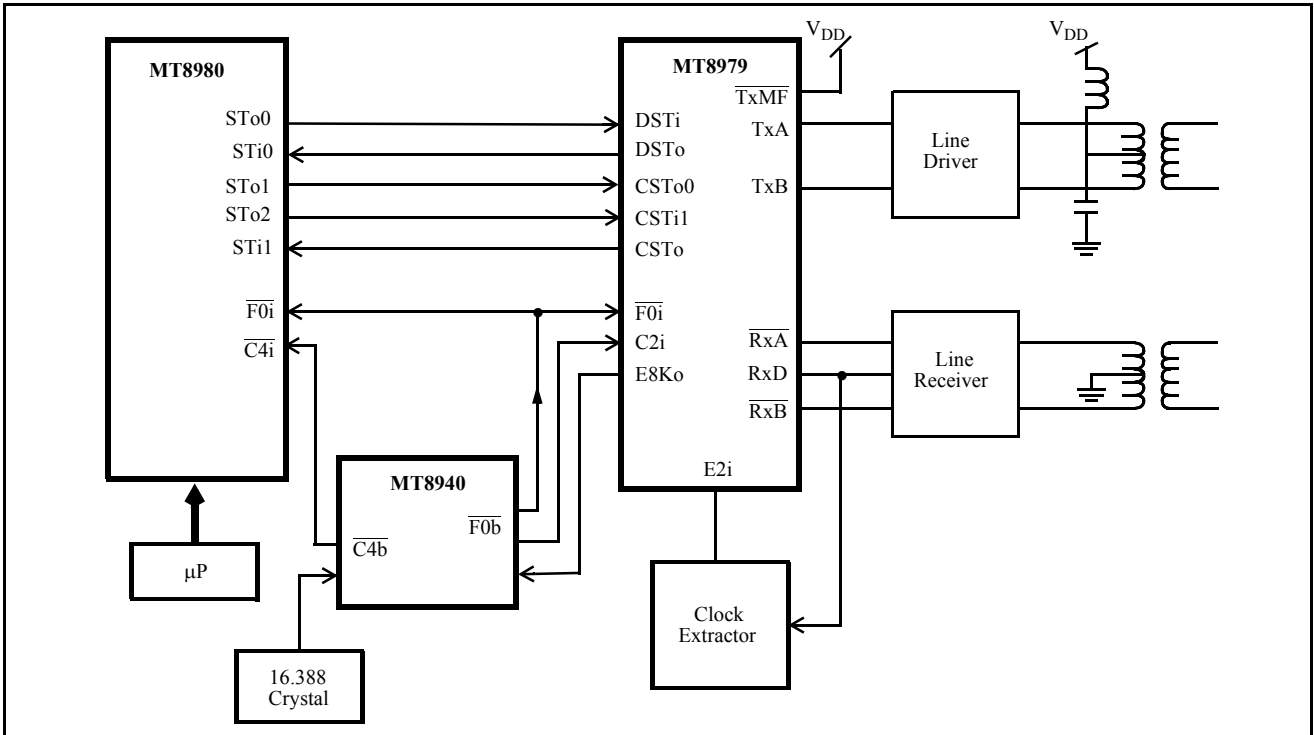 MT8980
STo0
STi0
STo1
STo2
STi1
F0i
C4i
μP
MT8940
F0b
C4b
16.388
Crystal
MT8979
DSTi
DSTo
CSTo0
CSTi1
CSTo
F0i
C2i
E8Ko
TxMF
TxA
TxB
RxA
RxD
RxB
E2i
VDD
Line
Driver
VDD
Line
Receiver
Clock
Extractor